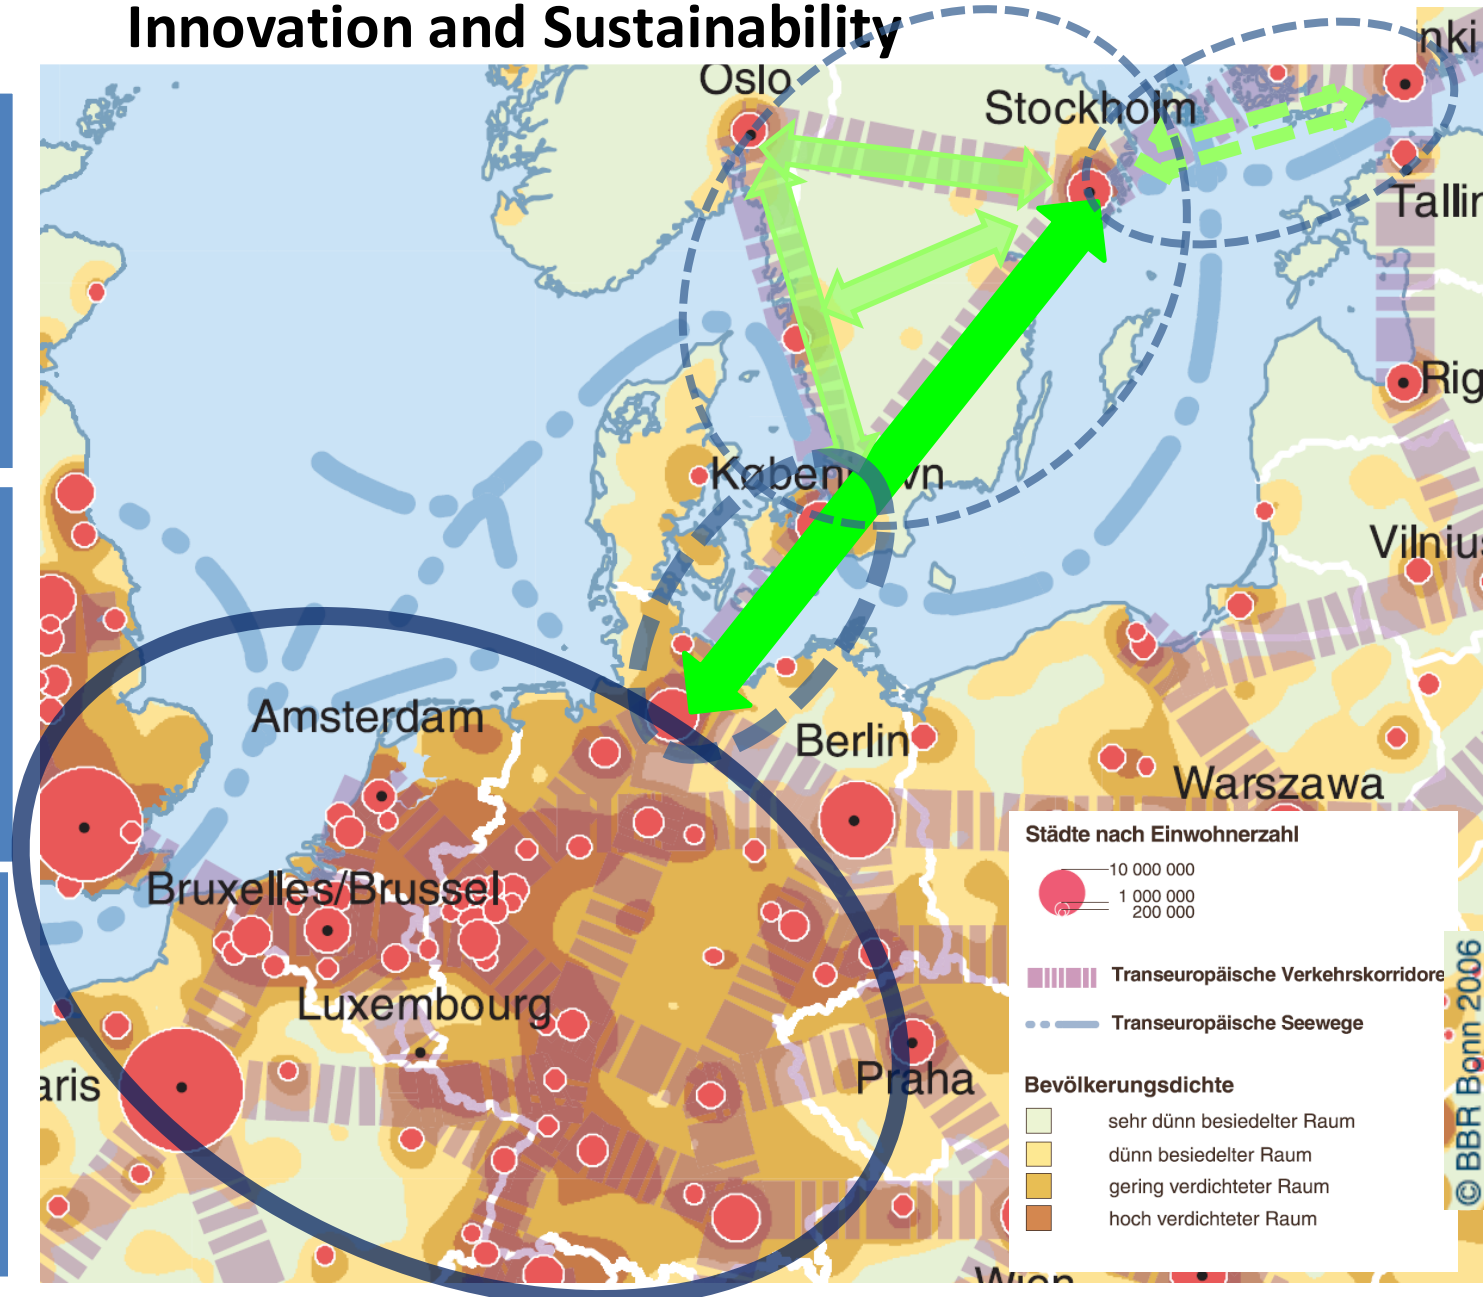 Innovation and Sustainability
nki
Oslo
Stockholm
Tallin
Rig
København
Vilnius
Amsterdam
Berlin
Warszawa
Bruxelles/Brussel
Luxembourg
aris
Praha
Wien
Städte nach Einwohnerzahl
10 000 000
1 000 000
200 000
Transeuropäische Verkehrskorridore
Transeuropäische Seewege
Bevölkerungsdichte
sehr dünn besiedelter Raum
dünn besiedelter Raum
gering verdichteter Raum
hoch verdichteter Raum
© BBR Bonn 2006